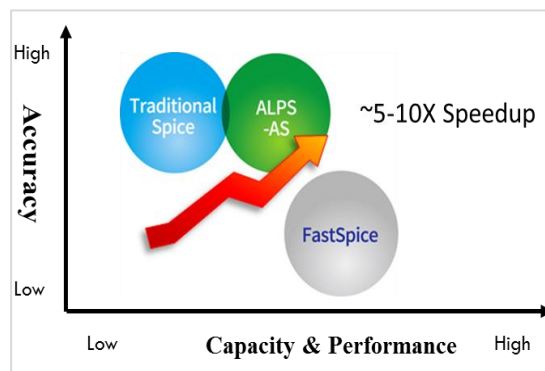 High
Accuracy
Low
Traditional
Spice
ALPS
-AS
~5-10X Speedup
FastSpice
Low
Capacity & Performance
High